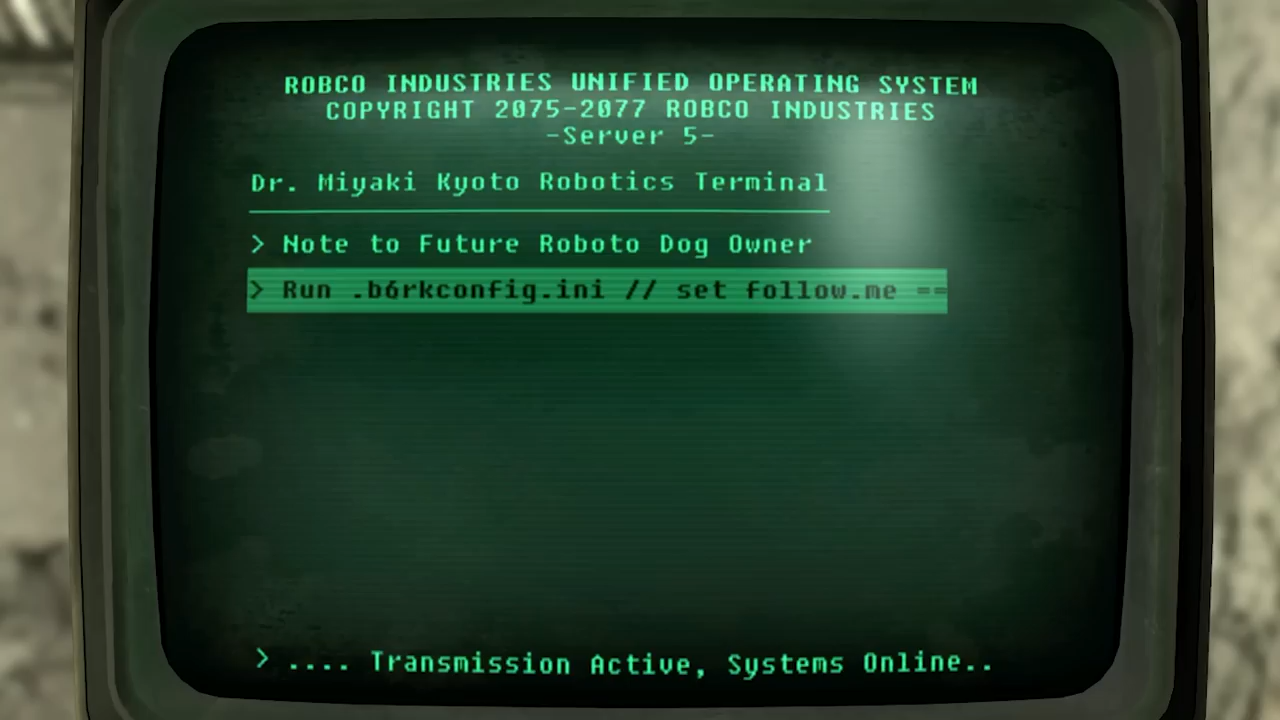 ROBCO INDUSTRIES UNIFIED OPERATING SYSTEM
COPYRIGHT 2075-2077 ROBCO INDUSTRIES
-Server 5-
Dr. Miyaki Kyoto Robotics Terminal
> Note to Future Roboto Dog Owner
> Run .b6rkconfig.ini // set follow.me ==
> .... Transmission Active, Systems Online..